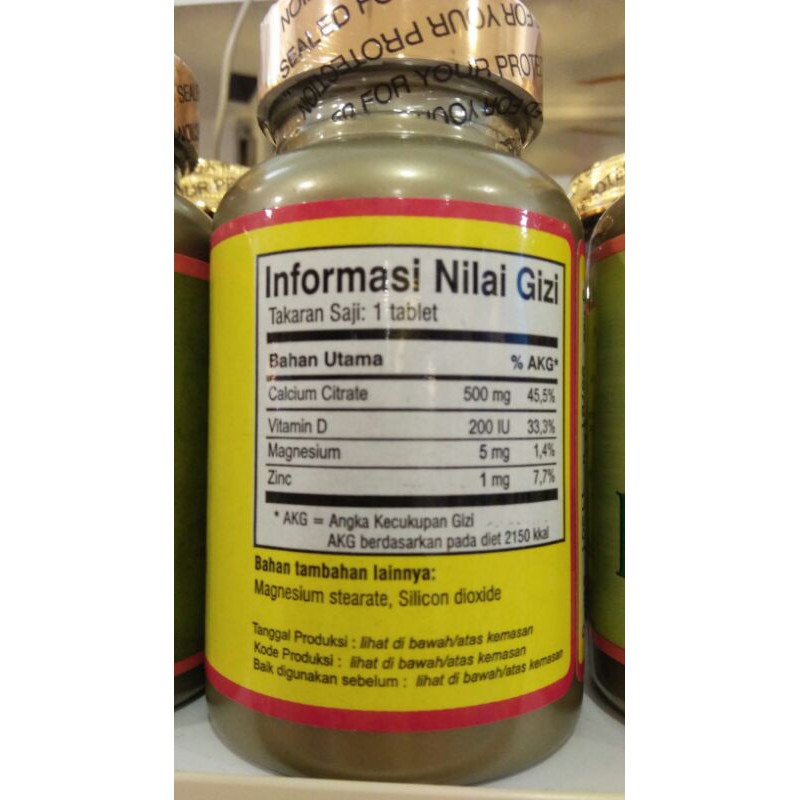 SEALED FOR YOUR PROTECTION
Informasi Nilai Gizi
Takaran Saji: 1 tablet
Bahan Utama % AKG*
Calcium Citrate 500 mg 45,5%
Vitamin D 200 IU 33,3%
Magnesium 5 mg 1,4%
Zinc 1 mg 7,7%
* AKG = Angka Kecukupan Gizi
AKG berdasarkan pada diet 2150 kkal
Bahan tambahan lainnya:
Magnesium stearate, Silicon dioxide
Tanggal Produksi : lihat di bawah/atas kemasan
Kode Produksi : lihat di bawah/atas kemasan
Baik digunakan sebelum : lihat di bawah/atas kemasan